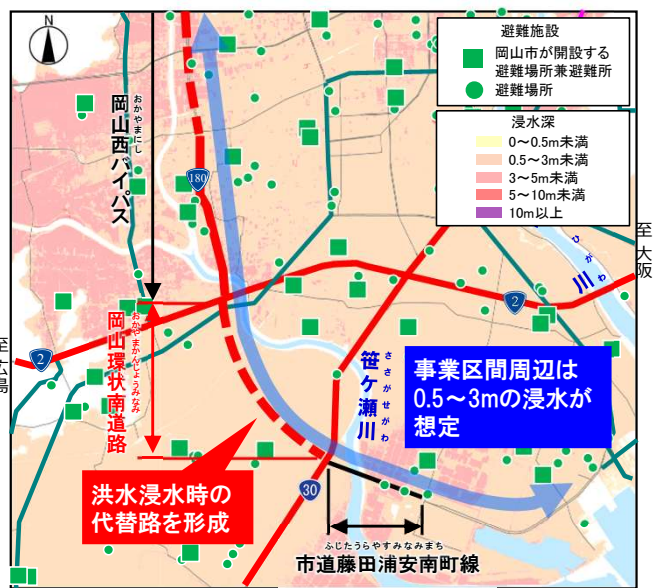 N
避難施設
岡山市が開設する
避難場所兼避難所
避難場所
浸水深
0～0.5m未満
0.5～3m未満
3～5m未満
5～10m未満
10m以上
おかやまにし
岡山西バイパス
180
至 大阪
ひがわ
川
2
2
至 広島
おかやまかんじょうみなみ
岡山環状南道路
ささがせがわ
笹ケ瀬川
事業区間周辺は
0.5～3mの浸水が
想定
洪水浸水時の
代替路を形成
30
ふじたうらやすみなみまち
市道藤田浦安南町線